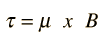 τ = μ x B